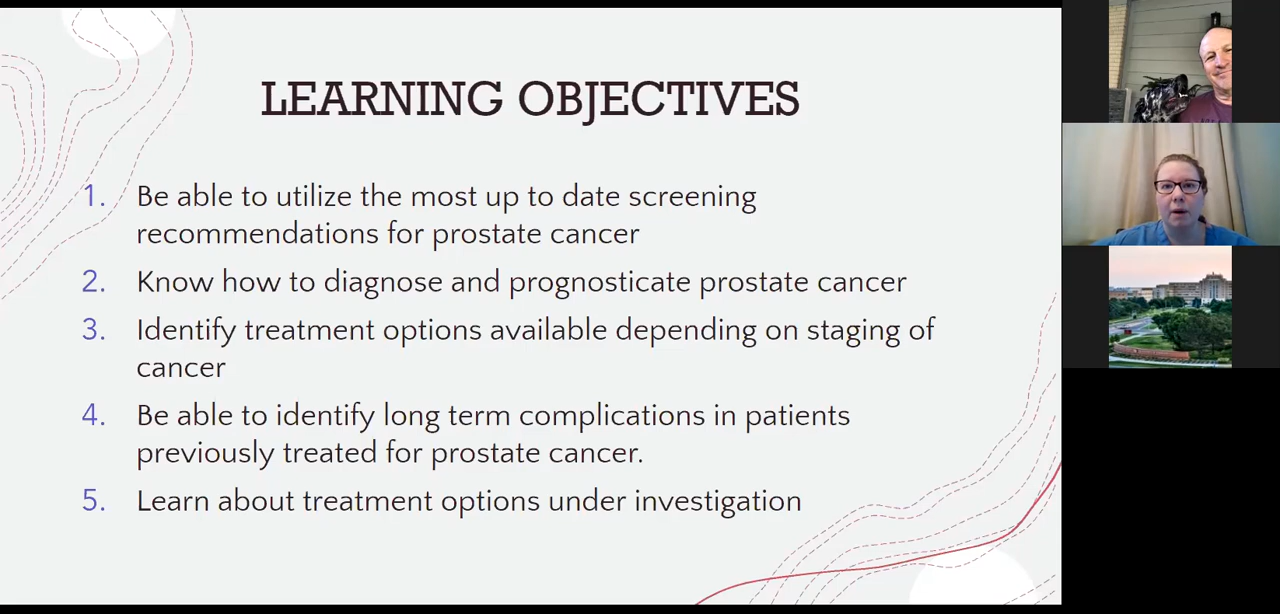 LEARNING OBJECTIVES
1. Be able to utilize the most up to date screening
recommendations for prostate cancer
2. Know how to diagnose and prognosticate prostate cancer
3. Identify treatment options available depending on staging of
cancer
4. Be able to identify long term complications in patients
previously treated for prostate cancer.
5. Learn about treatment options under investigation